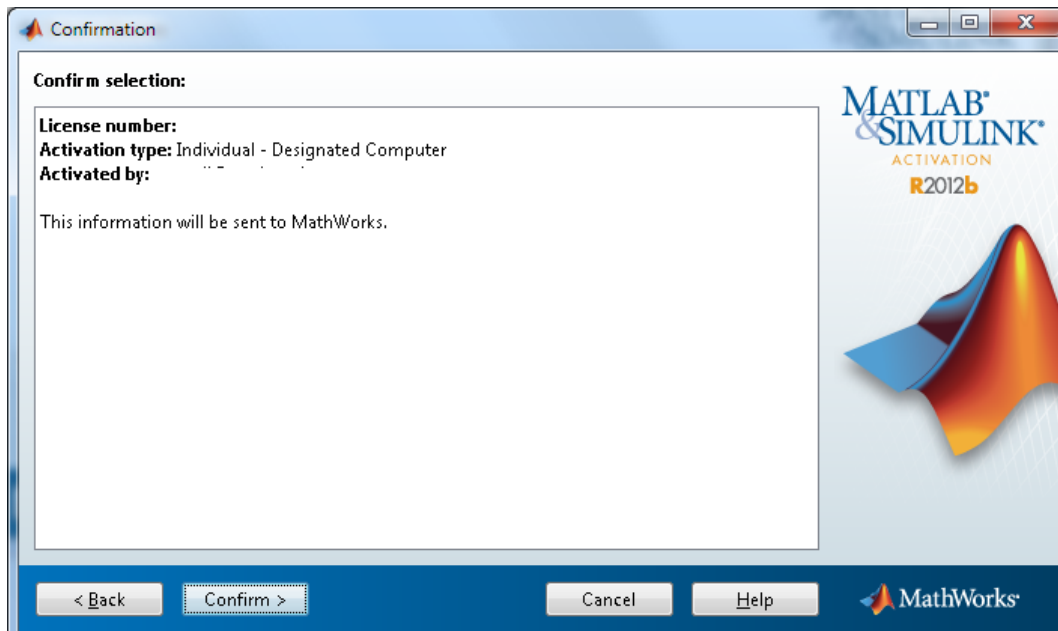 Confirmation
Confirm selection:
License number:
Activation type: Individual - Designated Computer
Activated by:
This information will be sent to MathWorks.
MATLAB®
&SIMULINK®
ACTIVATION
R2012b
< Back
Confirm >
Cancel
Help
MathWorks®